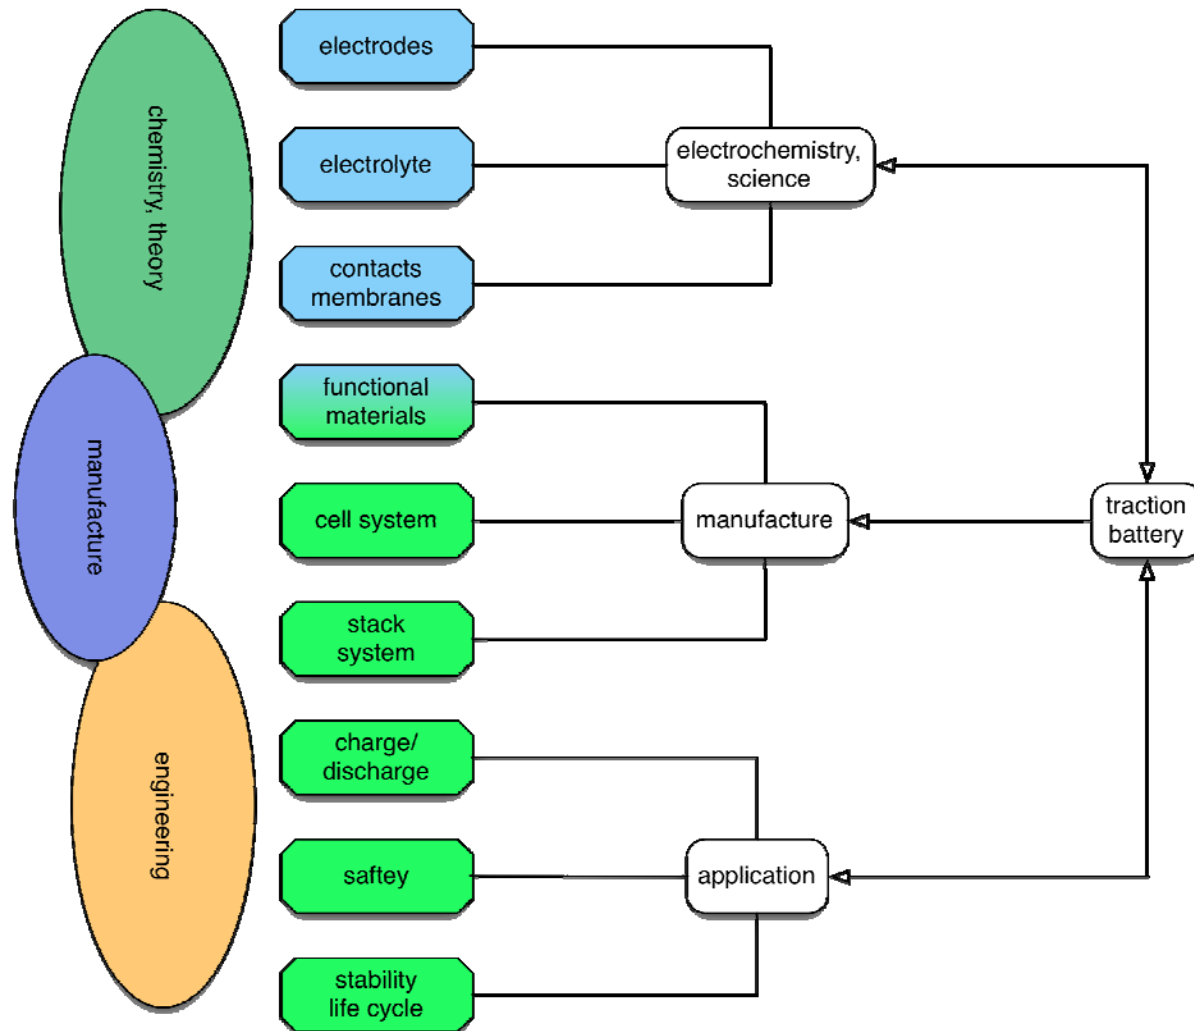 chemistry, theory
manufacture
engineering
electrodes
electrolyte
contacts
membranes
functional
materials
cell system
stack
system
charge/
discharge
saftey
stability
life cycle
electrochemistry,
science
manufacture
application
traction
battery